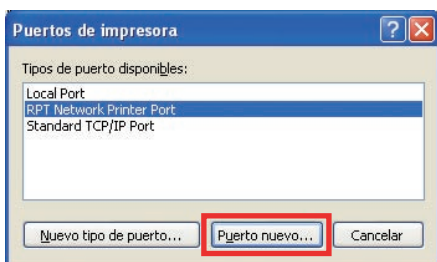 Puertos de impresora
Tipos de puerto disponibles:
Local Port
RPT Network Printer Port
Standard TCP/IP Port
Nuevo tipo de puerto... Puerto nuevo... Cancelar